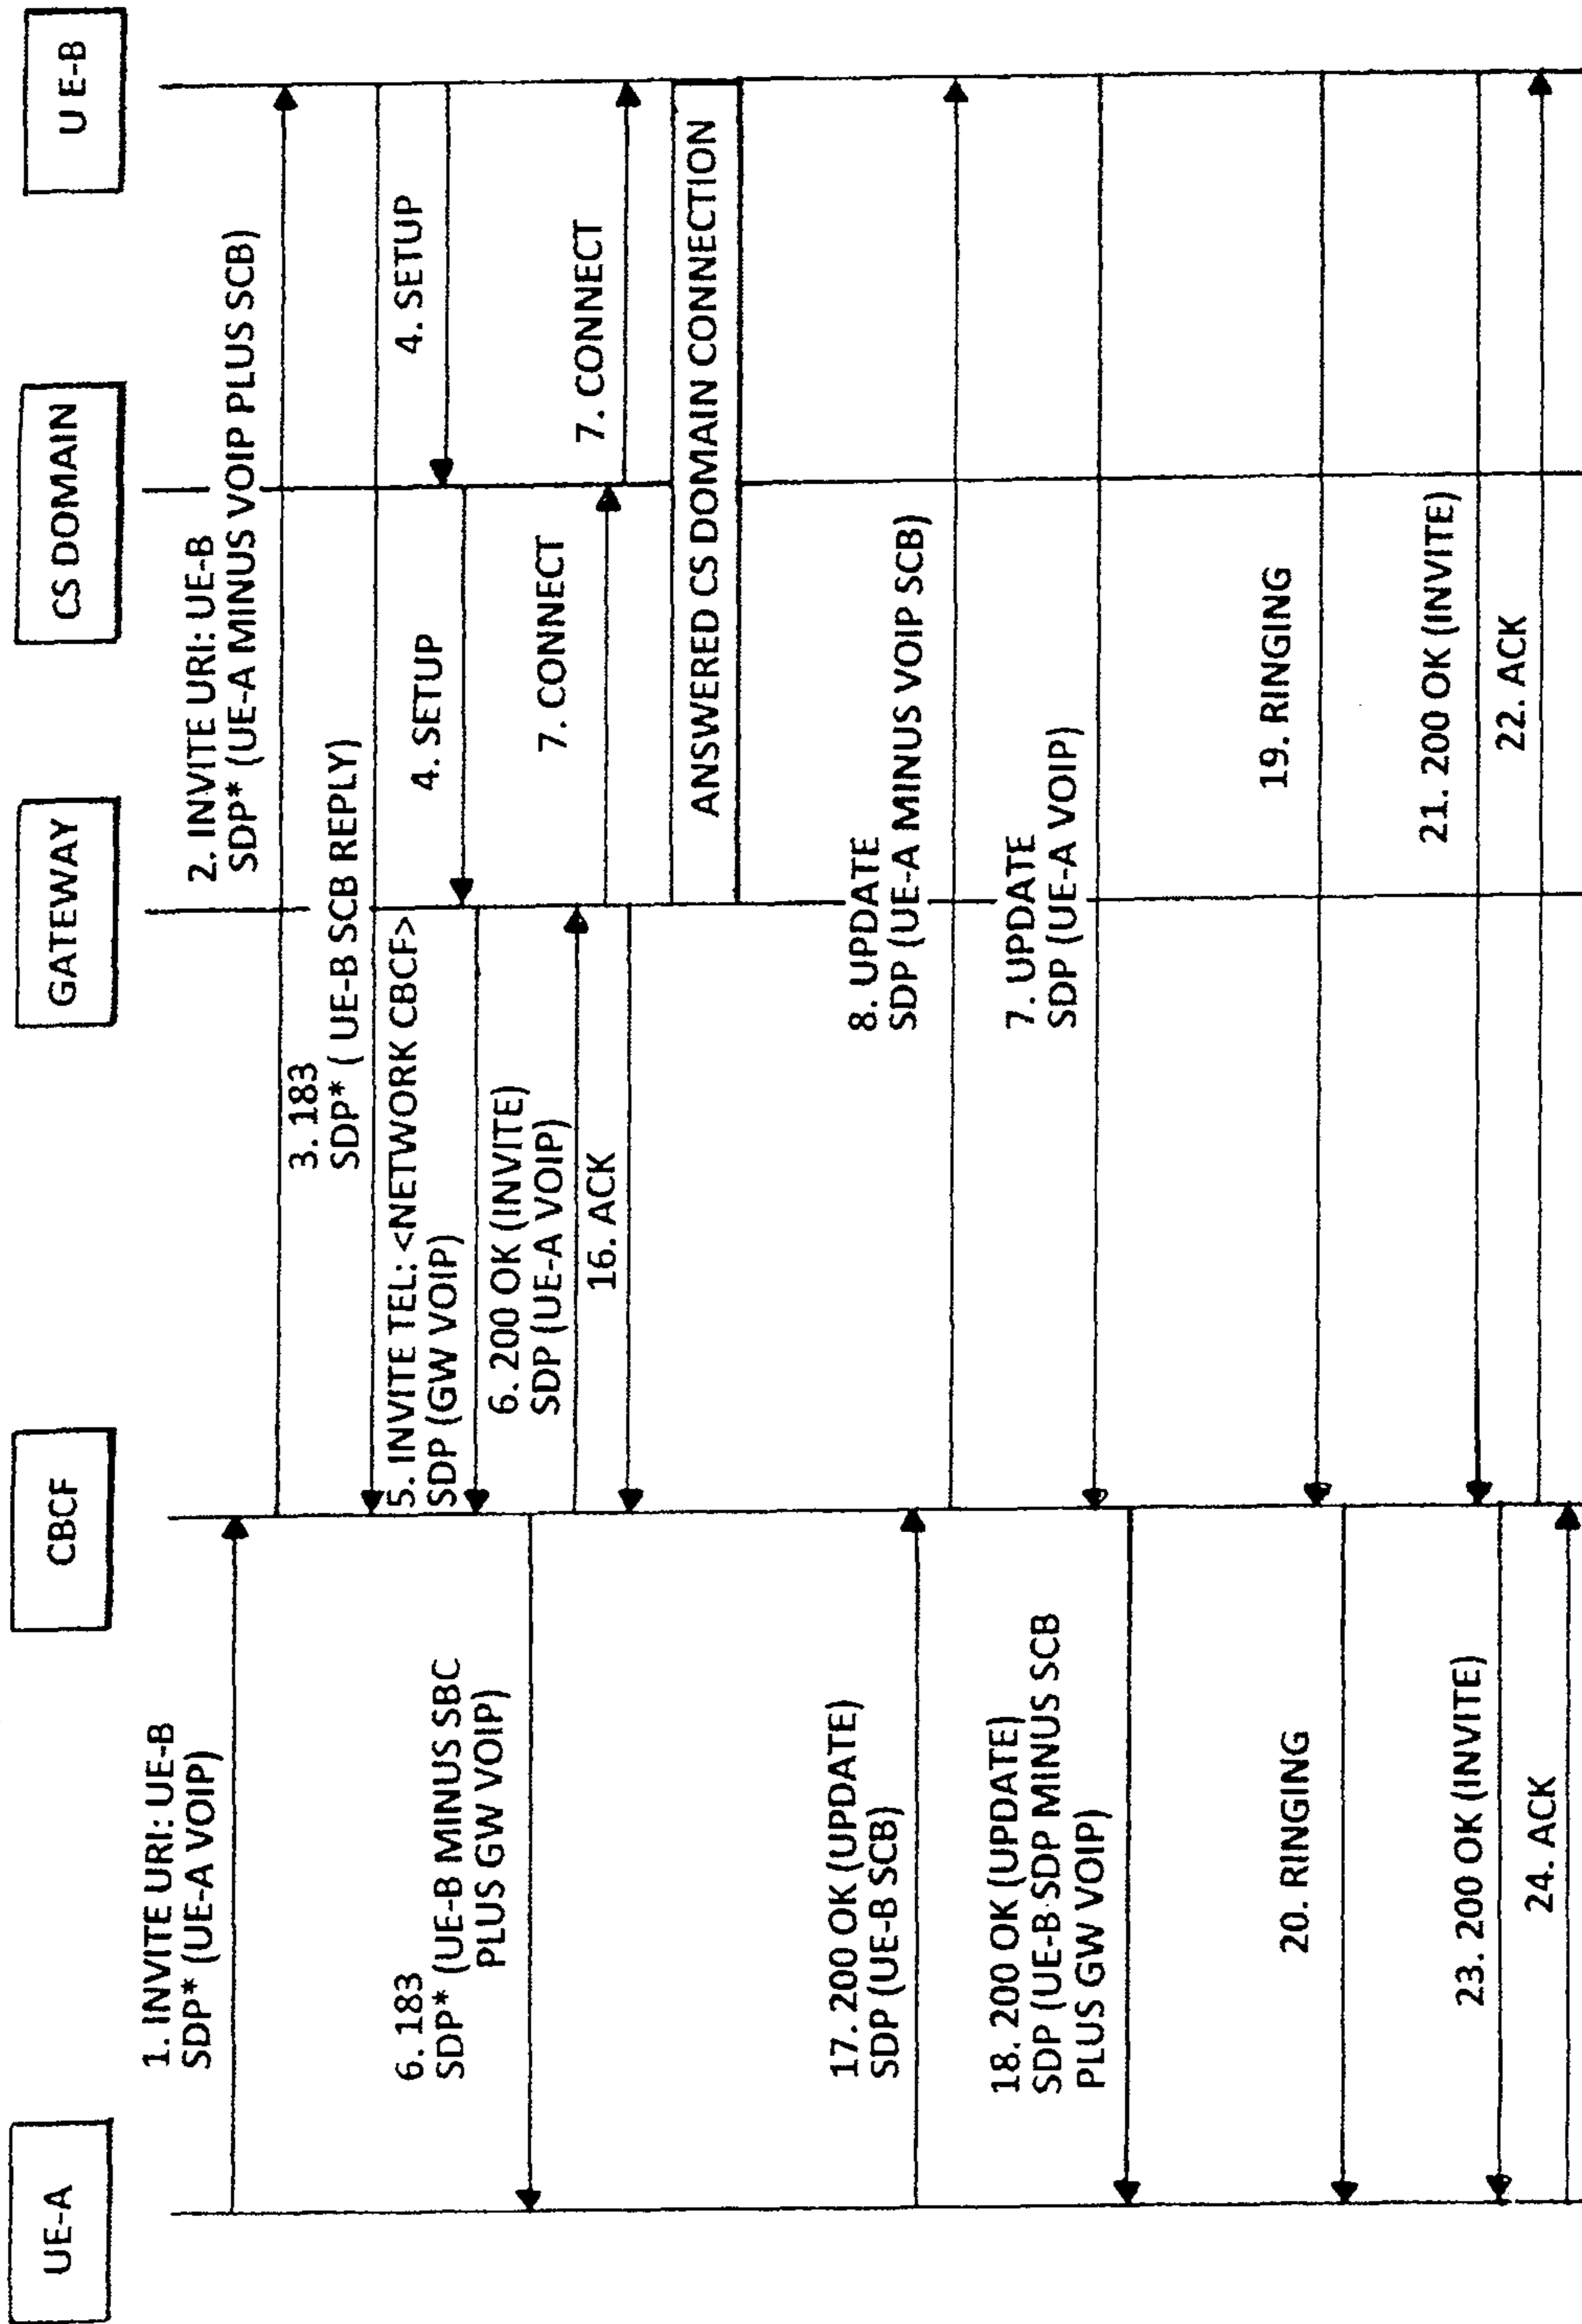 UE-A
CBCF
GATEWAY
CS DOMAIN
U E-B
1. INVITE URI: UE-B
SDP* (UE-A VOIP)
2. INVITE URI: UE-B
SDP* (UE-A MINUS VOIP PLUS SCB)
3. 183
SDP* ( UE-B SCB REPLY)
4. SETUP
4. SETUP
5. INVITE TEL: <NETWORK CBCF>
SDP (GW VOIP)
6. 183
SDP* (UE-B MINUS SBC
PLUS GW VOIP)
6. 200 OK (INVITE)
SDP (UE-A VOIP)
7. CONNECT
7. CONNECT
16. ACK
ANSWERED CS DOMAIN CONNECTION
17. 200 OK (UPDATE)
SDP (UE-B SCB)
8. UPDATE
SDP (UE-A MINUS VOIP SCB)
7. UPDATE
SDP (UE-A VOIP)
18. 200 OK (UPDATE)
SDP (UE-B SDP MINUS SCB
PLUS GW VOIP)
19. RINGING
20. RINGING
21. 200 OK (INVITE)
22. ACK
23. 200 OK (INVITE)
24. ACK